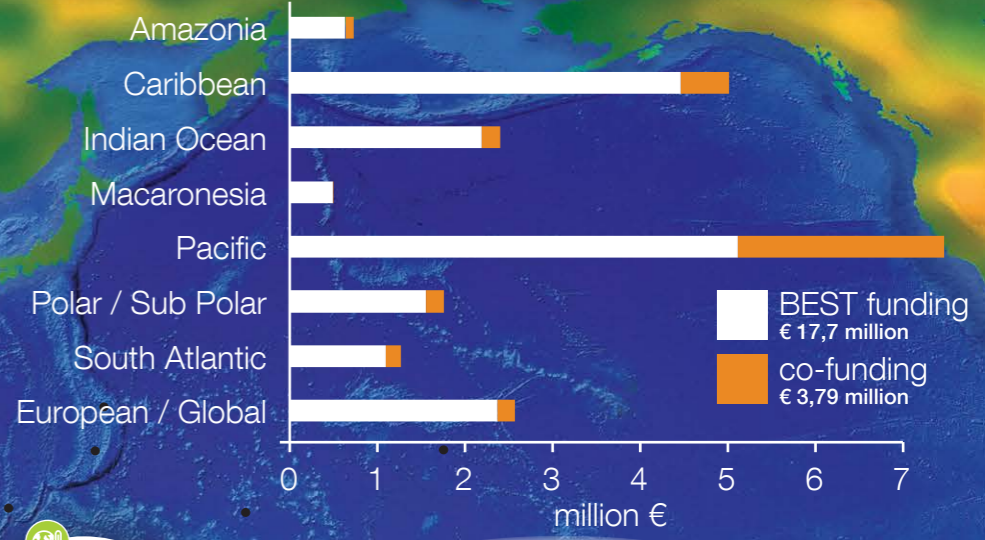 Amazonia
Caribbean
Indian Ocean
Macaronesia
Pacific
Polar / Sub Polar
South Atlantic
European / Global
BEST funding
€ 17,7 million
co-funding
€ 3,79 million
0 1 2 3 4 5 6 7
million €